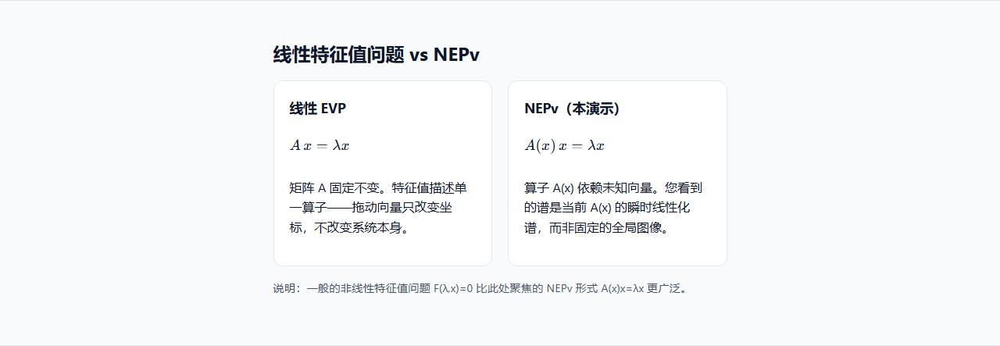 线性特征值问题 vs NEPv
线性 EVP
A x = λx
矩阵 A 固定不变。特征值描述单
一算子——拖动向量只改变坐
标，不改变系统本身。
NEPv（本演示）
A(x) x = λx
算子 A(x) 依赖未知向量。您看到
的谱是当前 A(x) 的瞬时线性化
谱，而非固定的全局图像。
说明：一般的非线性特征值问题 F(λ,x)=0 比此处聚焦的 NEPv 形式 A(x)x=λx 更广泛。